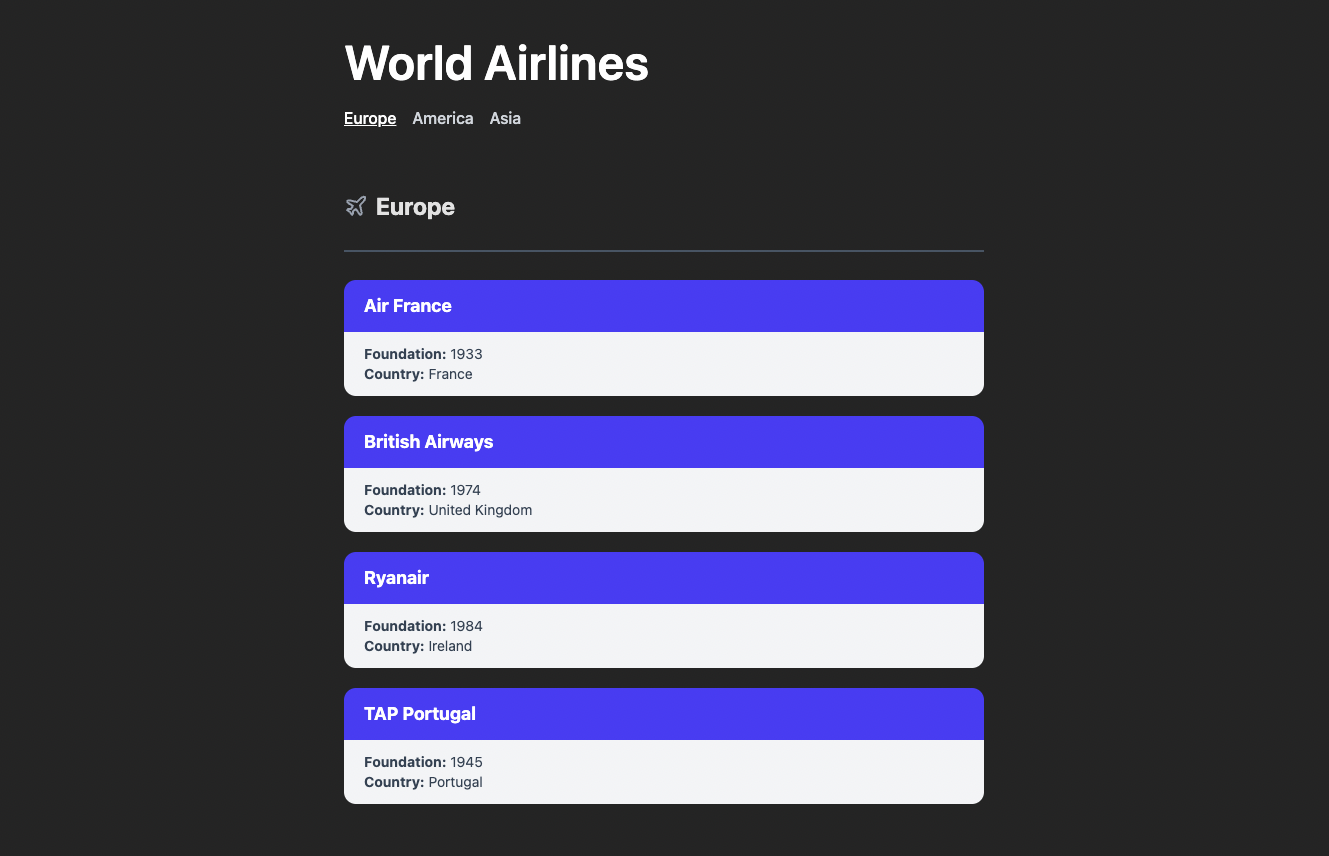 World Airlines
Europe America Asia
Europe
Air France
Foundation: 1933
Country: France
British Airways
Foundation: 1974
Country: United Kingdom
Ryanair
Foundation: 1984
Country: Ireland
TAP Portugal
Foundation: 1945
Country: Portugal